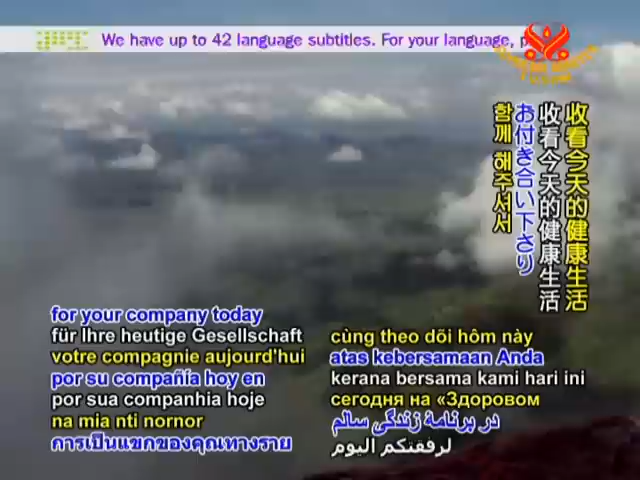 We have up to 42 language subtitles. For your language, p
收看今天的健康生活
收看今天的健康生活
お付き合い下さり
함께 해주셔서
for your company today
für Ihre heutige Gesellschaft
votre compagnie aujourd'hui
por su compañía hoy en
por sua companhia hoje
na mia nti nornor
การเป็นแขกของคุณทางราย
cùng theo dõi hôm này
atas kebersamaan Anda
kerana bersama kami hari ini
сегодня на «Здоровом
در برنامهٔ زندگی سالم
لرفقتكم اليوم